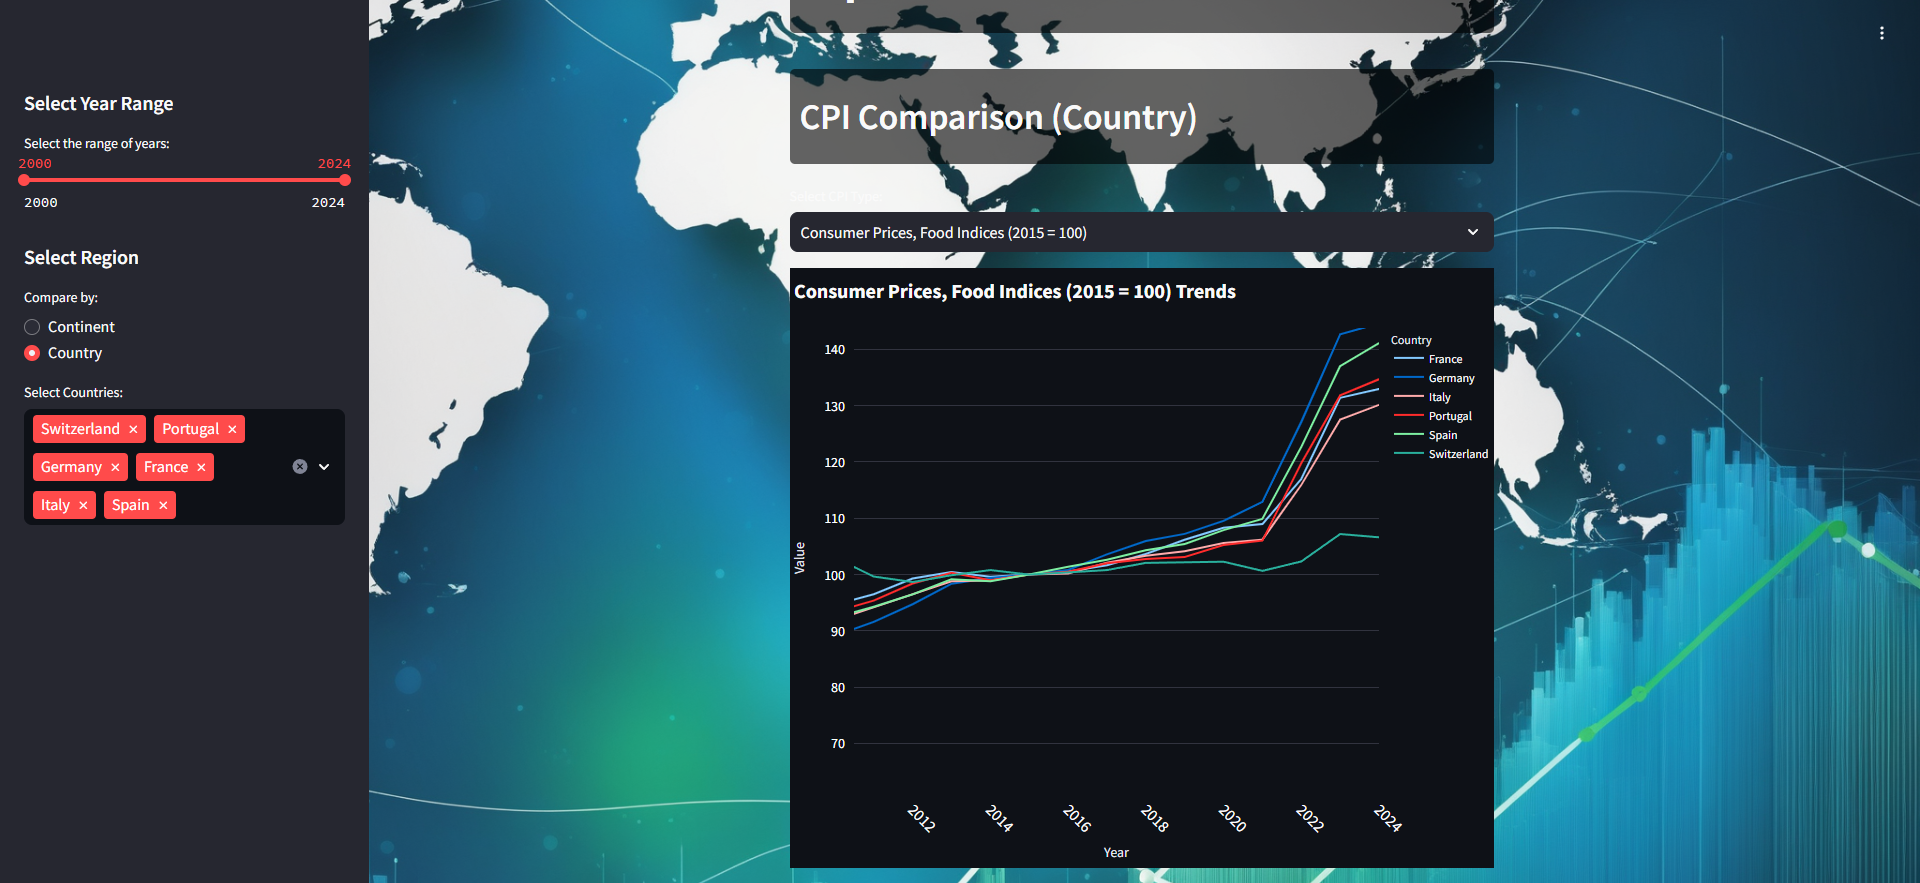 Select Year Range
Select the range of years:
2000 2024
2000 2024
Select Region
Compare by:
Continent
Country
Select Countries:
Switzerland × Portugal ×
Germany × France ×
Italy × Spain ×
CPI Comparison (Country)
Select CPI Type:
Consumer Prices, Food Indices (2015 = 100)
Consumer Prices, Food Indices (2015 = 100) Trends
Country
France
Germany
Italy
Portugal
Spain
Switzerland
Value
140
130
120
110
100
90
80
70
2012 2014 2016 2018 2020 2022 2024
Year